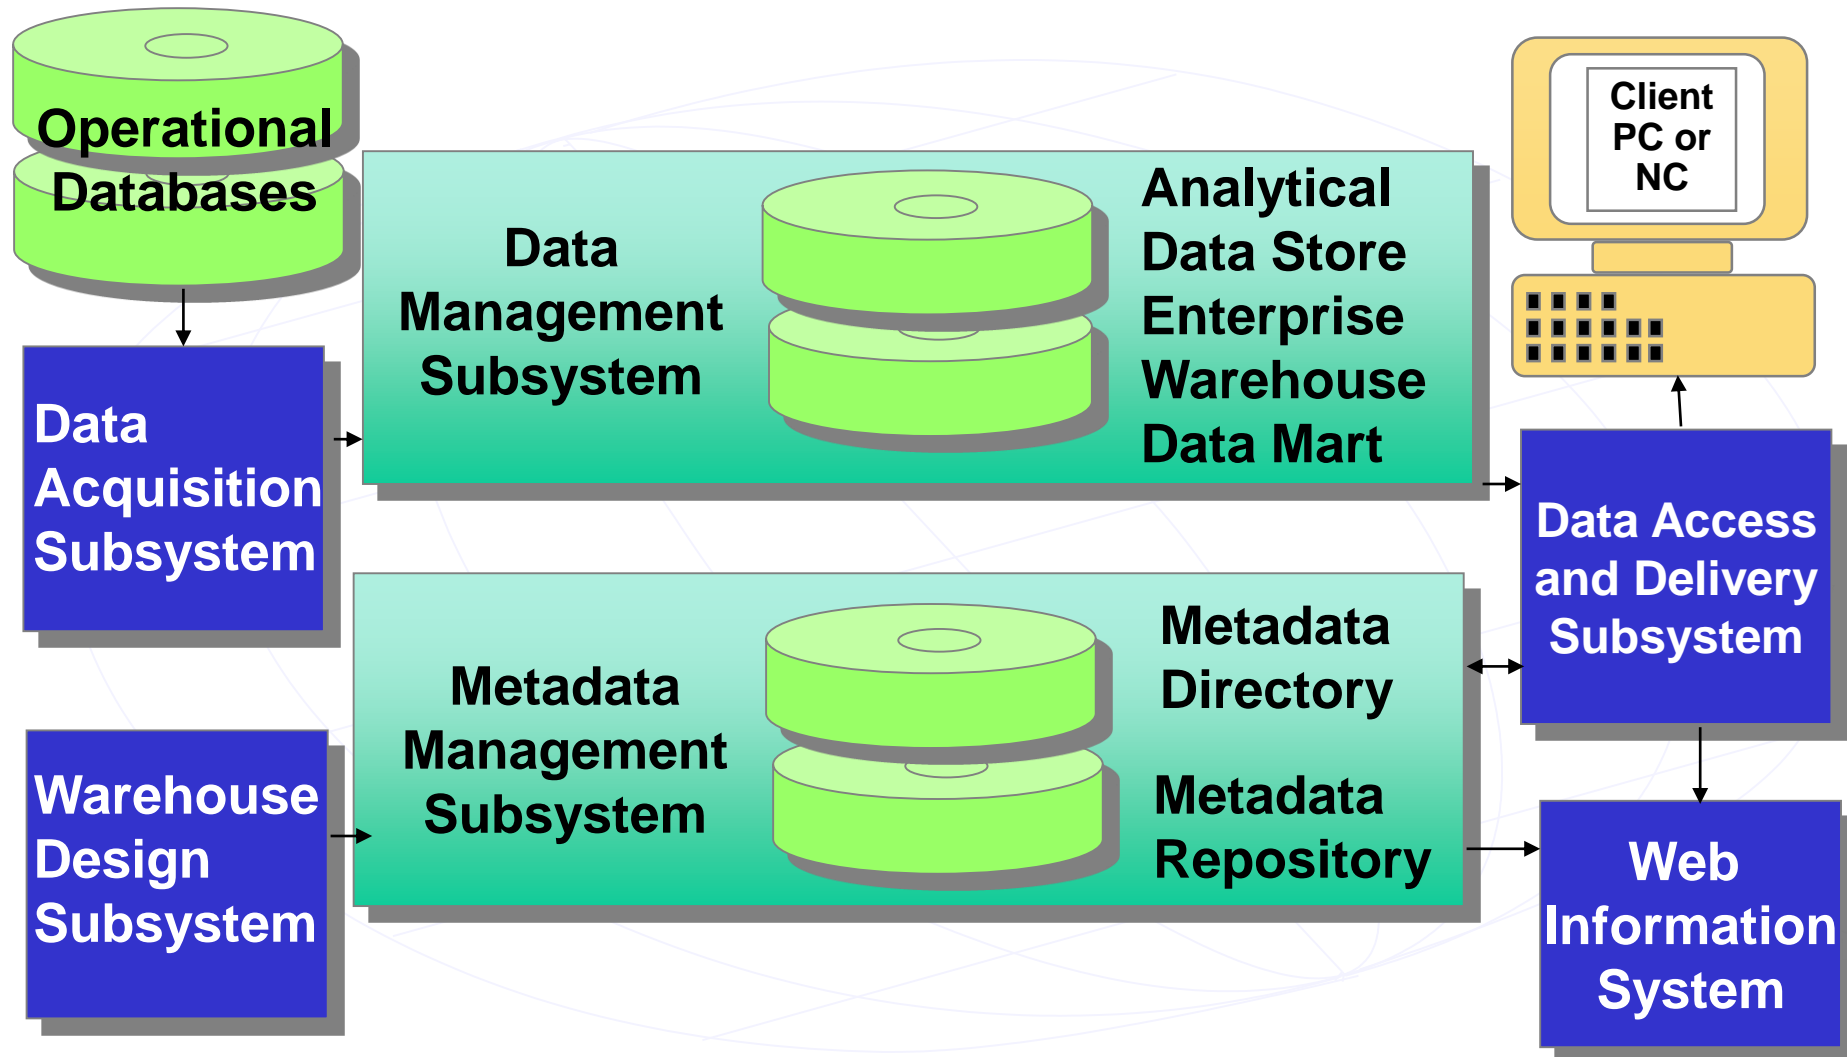 Operational
Databases
Data
Management
Subsystem
Analytical
Data Store
Enterprise
Warehouse
Data Mart
Client
PC or
NC
Data
Acquisition
Subsystem
Data Access
and Delivery
Subsystem
Metadata
Management
Subsystem
Metadata
Directory
Metadata
Repository
Warehouse
Design
Subsystem
Web
Information
System